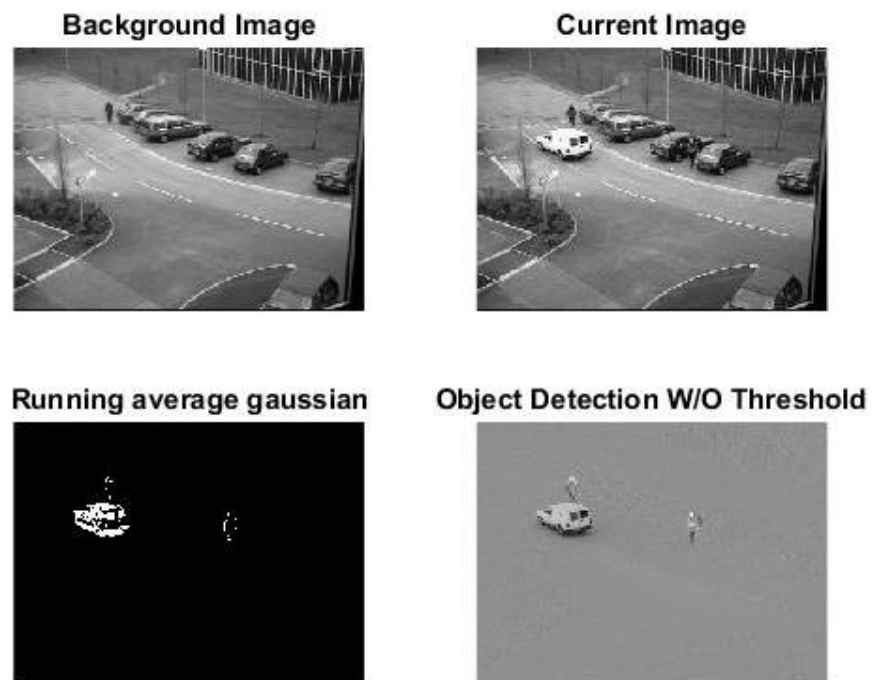 Background Image
Current Image
Running average gaussian
Object Detection W/O Threshold